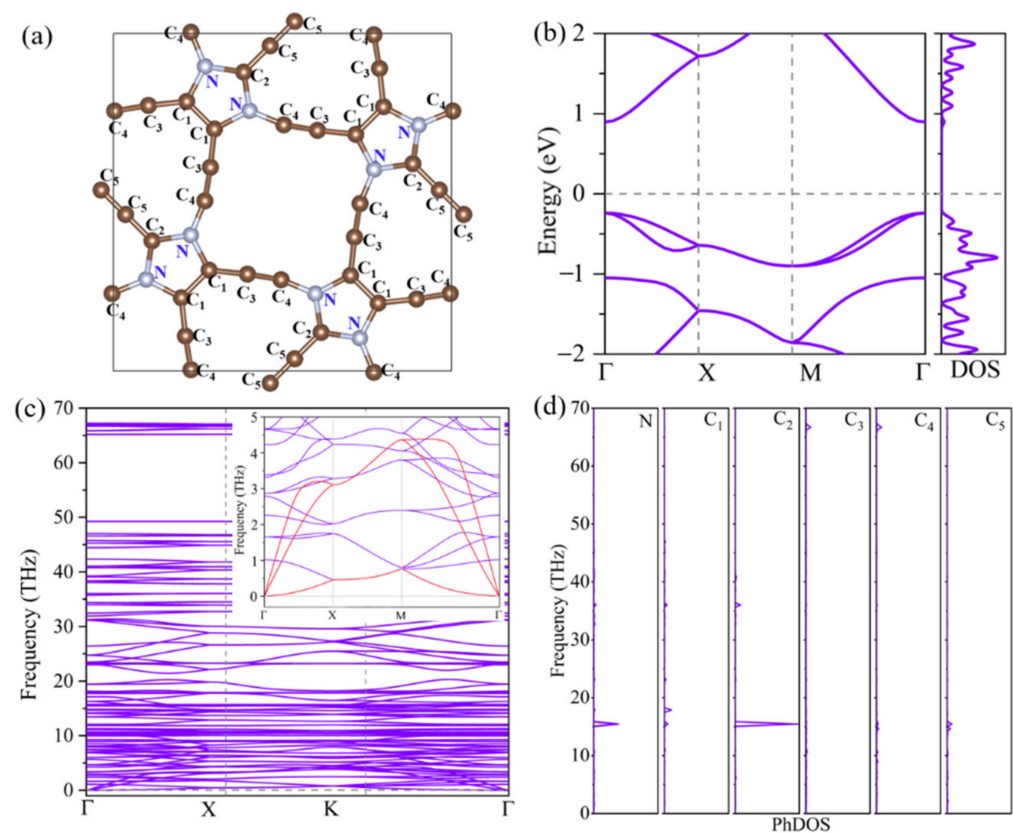 (a)
C4
C5
C5
N
C2
C4
C3
C1
N
C4
C3
C1
C4
C3
C1
C1
N
C4
C3
C4
N
C2
C5
C5
C5
C5
C2
N
N
C4
C1
C1
C3
C4
C3
C4
C3
C4
C1
C1
C3
C4
N
N
C2
C5
C5
C4
C3
C4
(b)
2
1
0
−1
−2
Energy (eV)
Γ
X
M
Γ
DOS
(c)
70
60
50
40
30
20
10
0
Frequency (THz)
Γ
X
K
Γ
5
4
3
2
1
0
Frequency (THz)
Γ
X
M
Γ
(d)
70
60
50
40
30
20
10
0
Frequency (THz)
N
C1
C2
C3
C4
C5
PhDOS